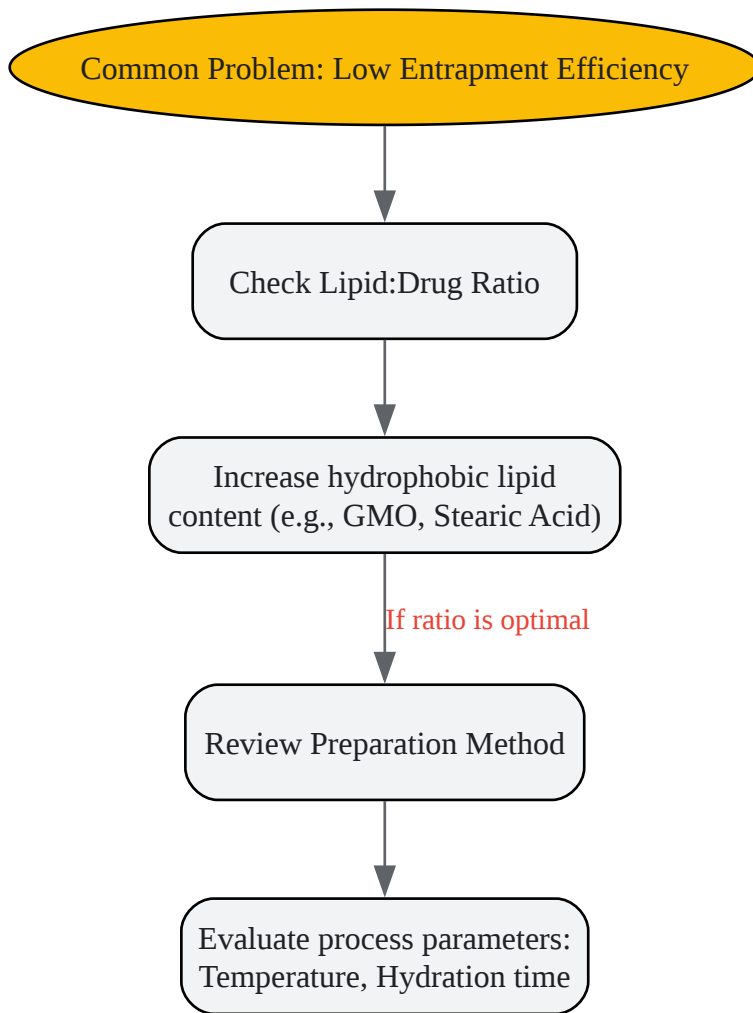 Common Problem: Low Entrapment Efficiency
Check Lipid:Drug Ratio
Increase hydrophobic lipid
content (e.g., GMO, Stearic Acid)
If ratio is optimal
Review Preparation Method
Evaluate process parameters:
Temperature, Hydration time